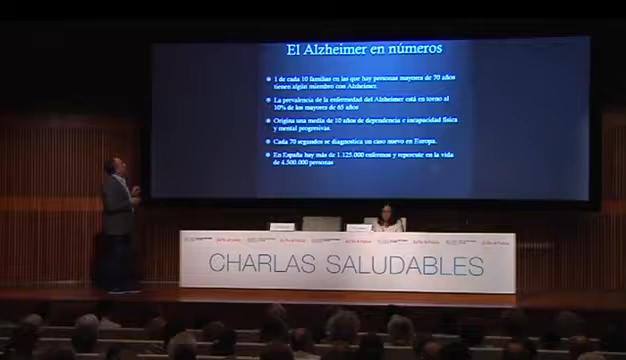 El Alzheimer en números
1 de cada 10 familias en las que hay personas mayores de 70 años
tienen algún miembro con Alzheimer.
La prevalencia de la enfermedad del Alzheimer está en torno al
10% de los mayores de 65 años
Origina una media de 10 años de dependencia e incapacidad física
y mental progresivas.
Cada 70 segundos se diagnostica un caso nuevo en Europa.
En España hay más de 1.125.000 enfermos y repercute en la vida
de 4.500.000 personas
CHARLAS SALUDABLES